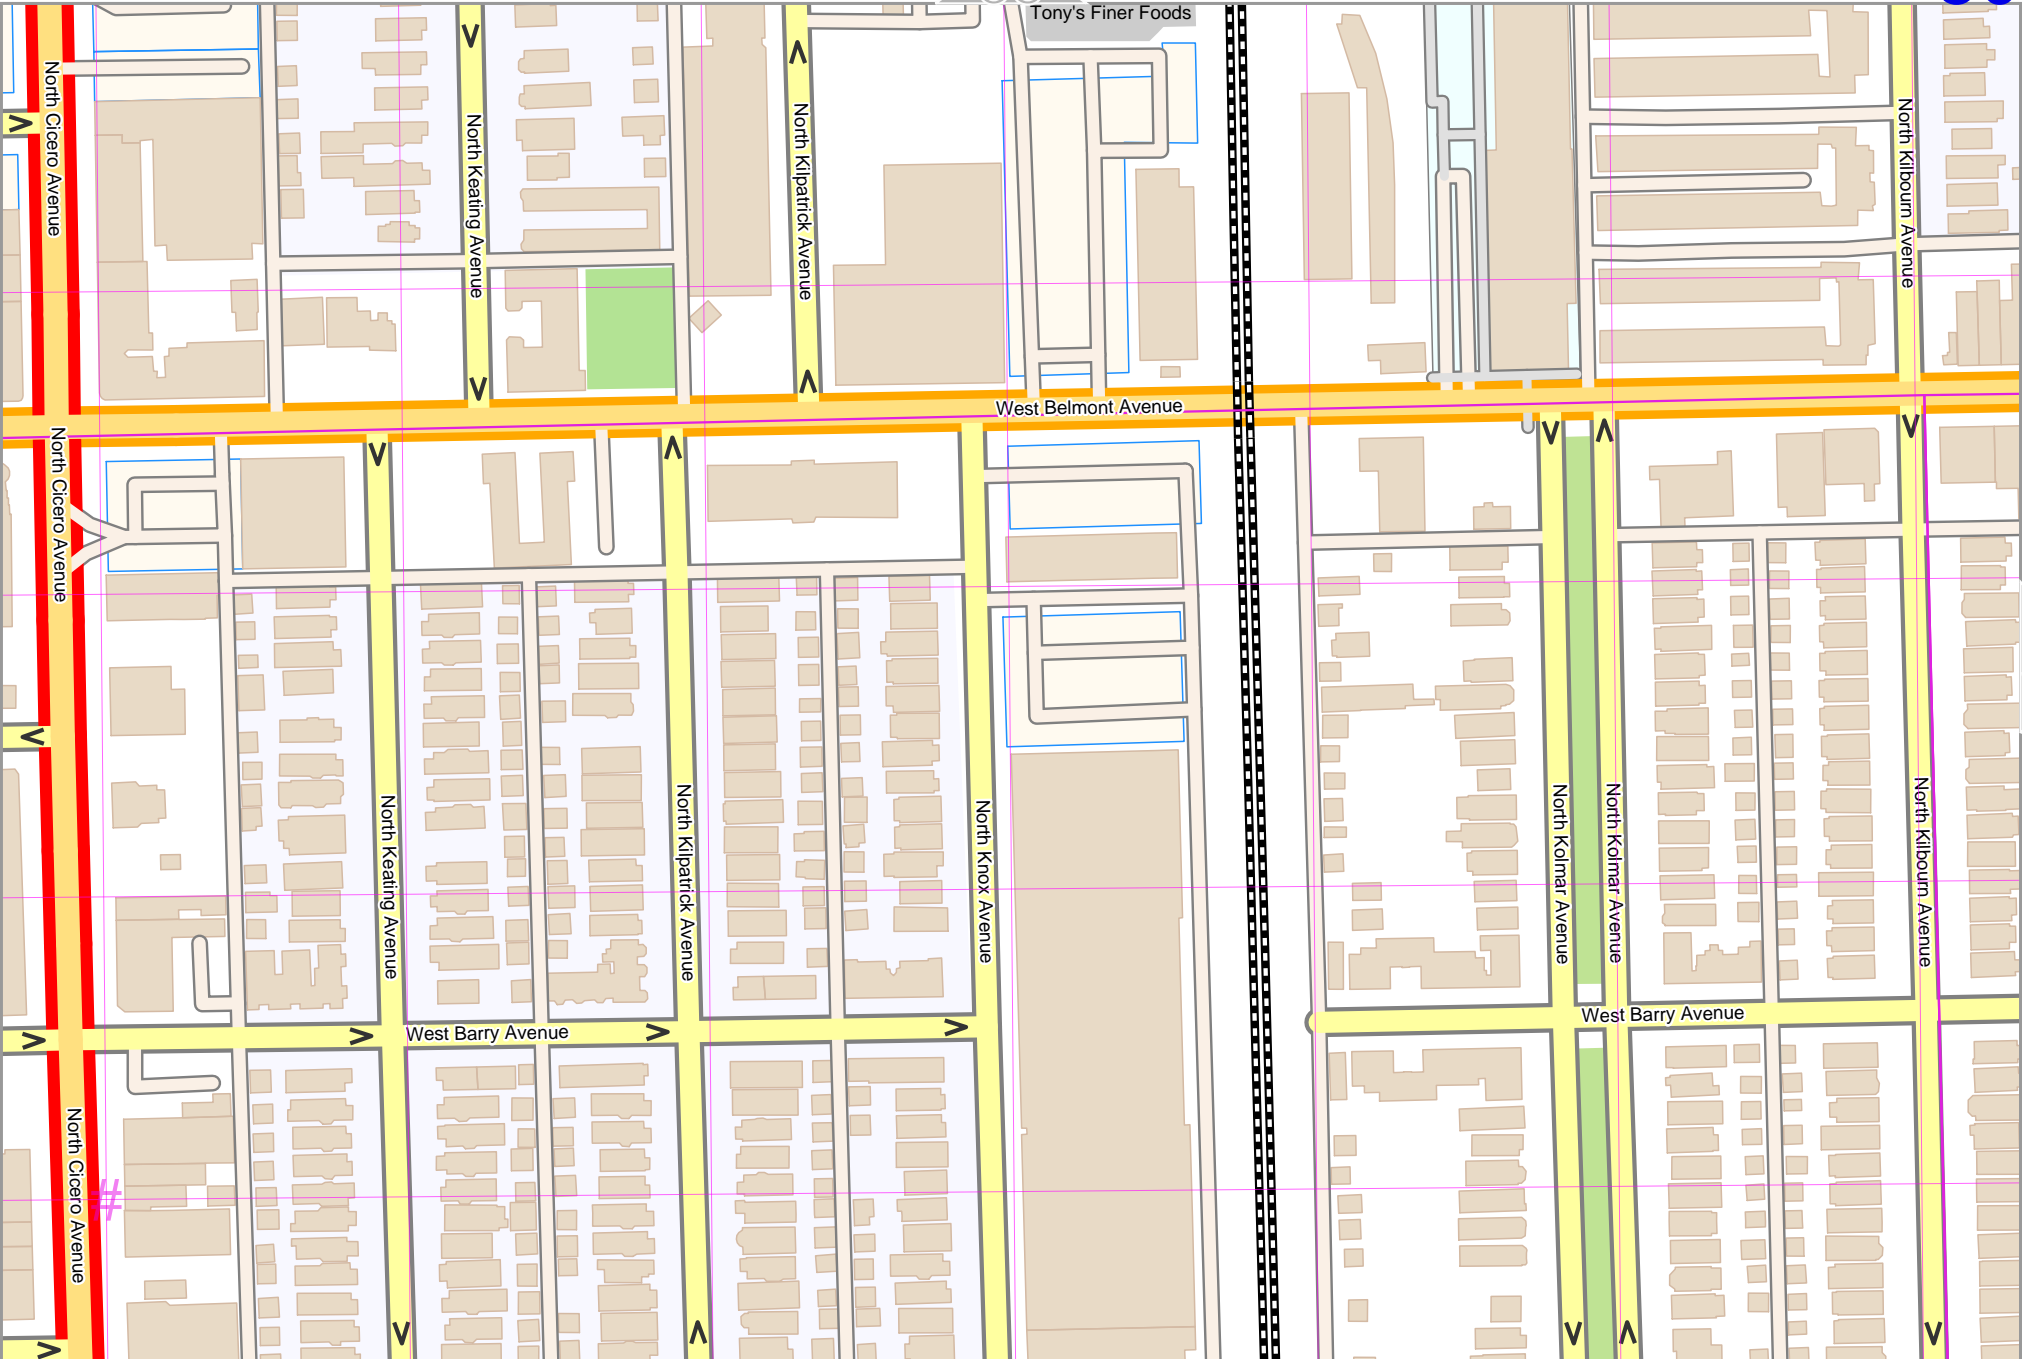 Tony's Finer Foods
North Cicero Avenue
North Keating Avenue
North Kilpatrick Avenue
North Kilbourn Avenue
West Belmont Avenue
North Cicero Avenue
North Keating Avenue
North Kilpatrick Avenue
North Knox Avenue
North Kolmar Avenue
North Kolmar Avenue
North Kilbourn Avenue
West Barry Avenue
West Barry Avenue
North Cicero Avenue
#